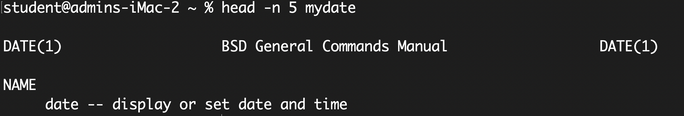 student@admins-iMac-2 ~ % head -n 5 mydate
DATE(1) BSD General Commands Manual DATE(1)
NAME
date -- display or set date and time